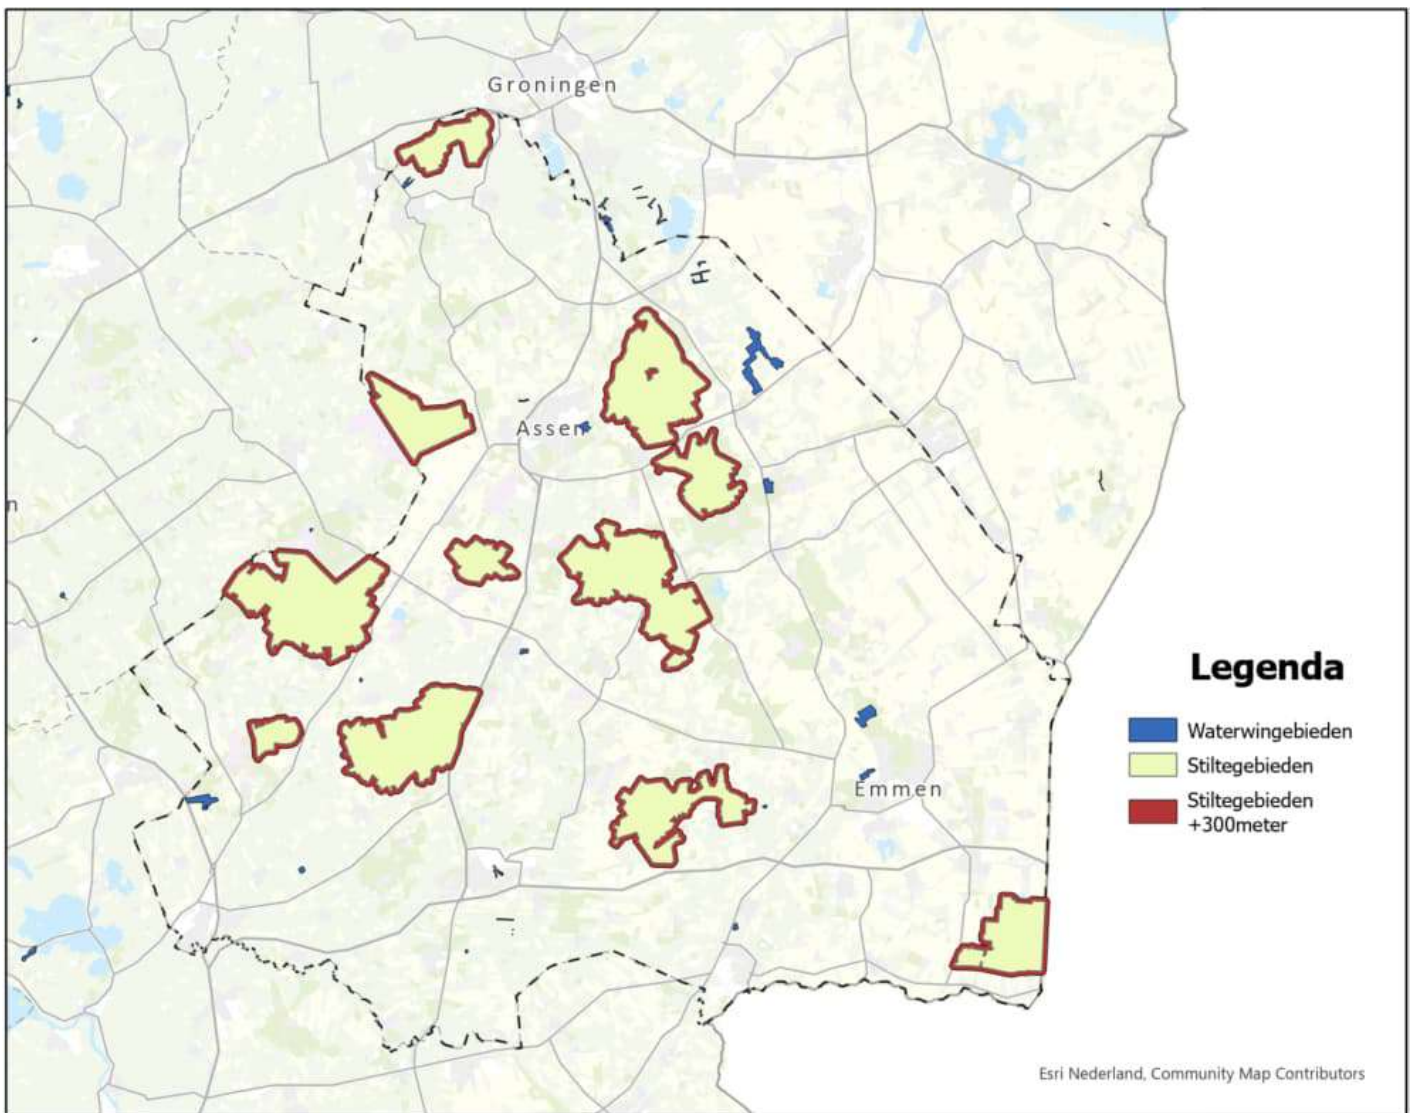 Groningen
Assen
n
Emmen
Legenda
Waterwingebieden
Stiltegebieden
Stiltegebieden
+300meter
Esri Nederland, Community Map Contributors